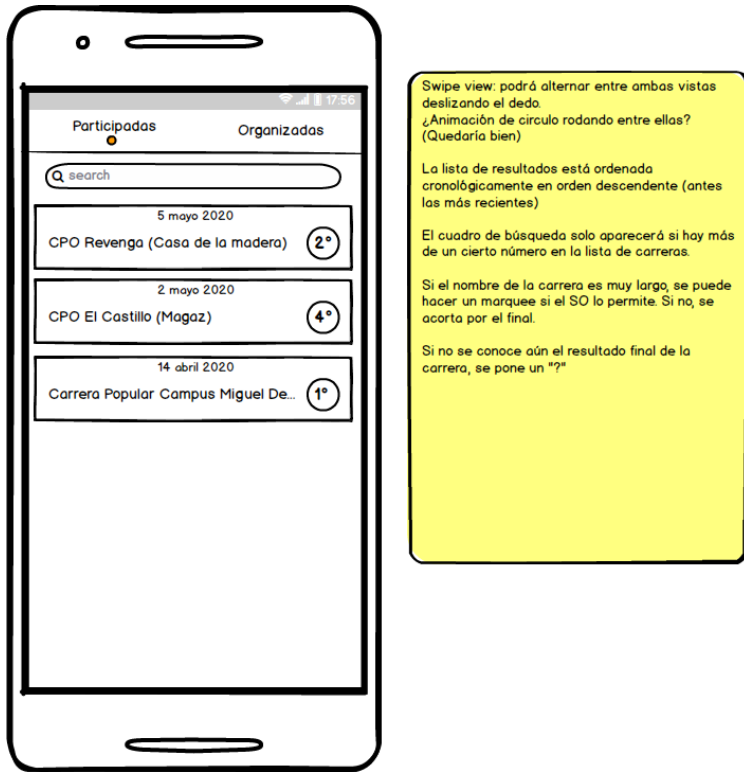 17:56
Participadas
Organizadas
search
5 mayo 2020
CPO Revenga (Casa de la madera)
2º
2 mayo 2020
CPO El Castillo (Magaz)
4º
14 abril 2020
Carrera Popular Campus Miguel De...
1º
Swipe view: podrá alternar entre ambas vistas
deslizando el dedo.
¿Animación de circulo rodando entre ellas?
(Quedaría bien)
La lista de resultados está ordenada
cronológicamente en orden descendente (antes
las más recientes)
El cuadro de búsqueda solo aparecerá si hay más
de un cierto número en la lista de carreras.
Si el nombre de la carrera es muy largo, se puede
hacer un marquee si el SO lo permite. Si no, se
acorta por el final.
Si no se conoce aún el resultado final de la
carrera, se pone un "?"